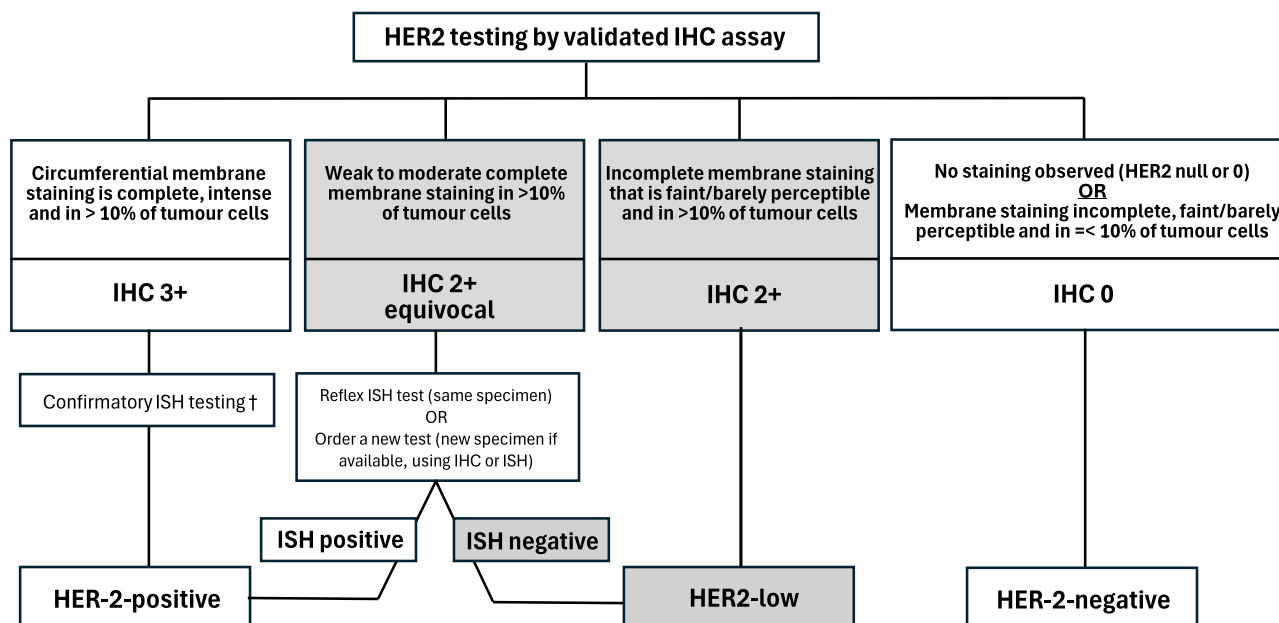 HER2 testing by validated IHC assay
Circumferential membrane
staining is complete, intense
and in > 10% of tumour cells
IHC 3+
Weak to moderate complete
membrane staining in >10%
of tumour cells
IHC 2+
equivocal
Incomplete membrane staining
that is faint/barely perceptible
and in >10% of tumour cells
IHC 2+
No staining observed (HER2 null or 0)
OR
Membrane staining incomplete, faint/barely
perceptible and in =< 10% of tumour cells
IHC 0
Confirmatory ISH testing †
Reflex ISH test (same specimen)
OR
Order a new test (new specimen if
available, using IHC or ISH)
ISH positive
ISH negative
HER-2-positive
HER2-low
HER-2-negative